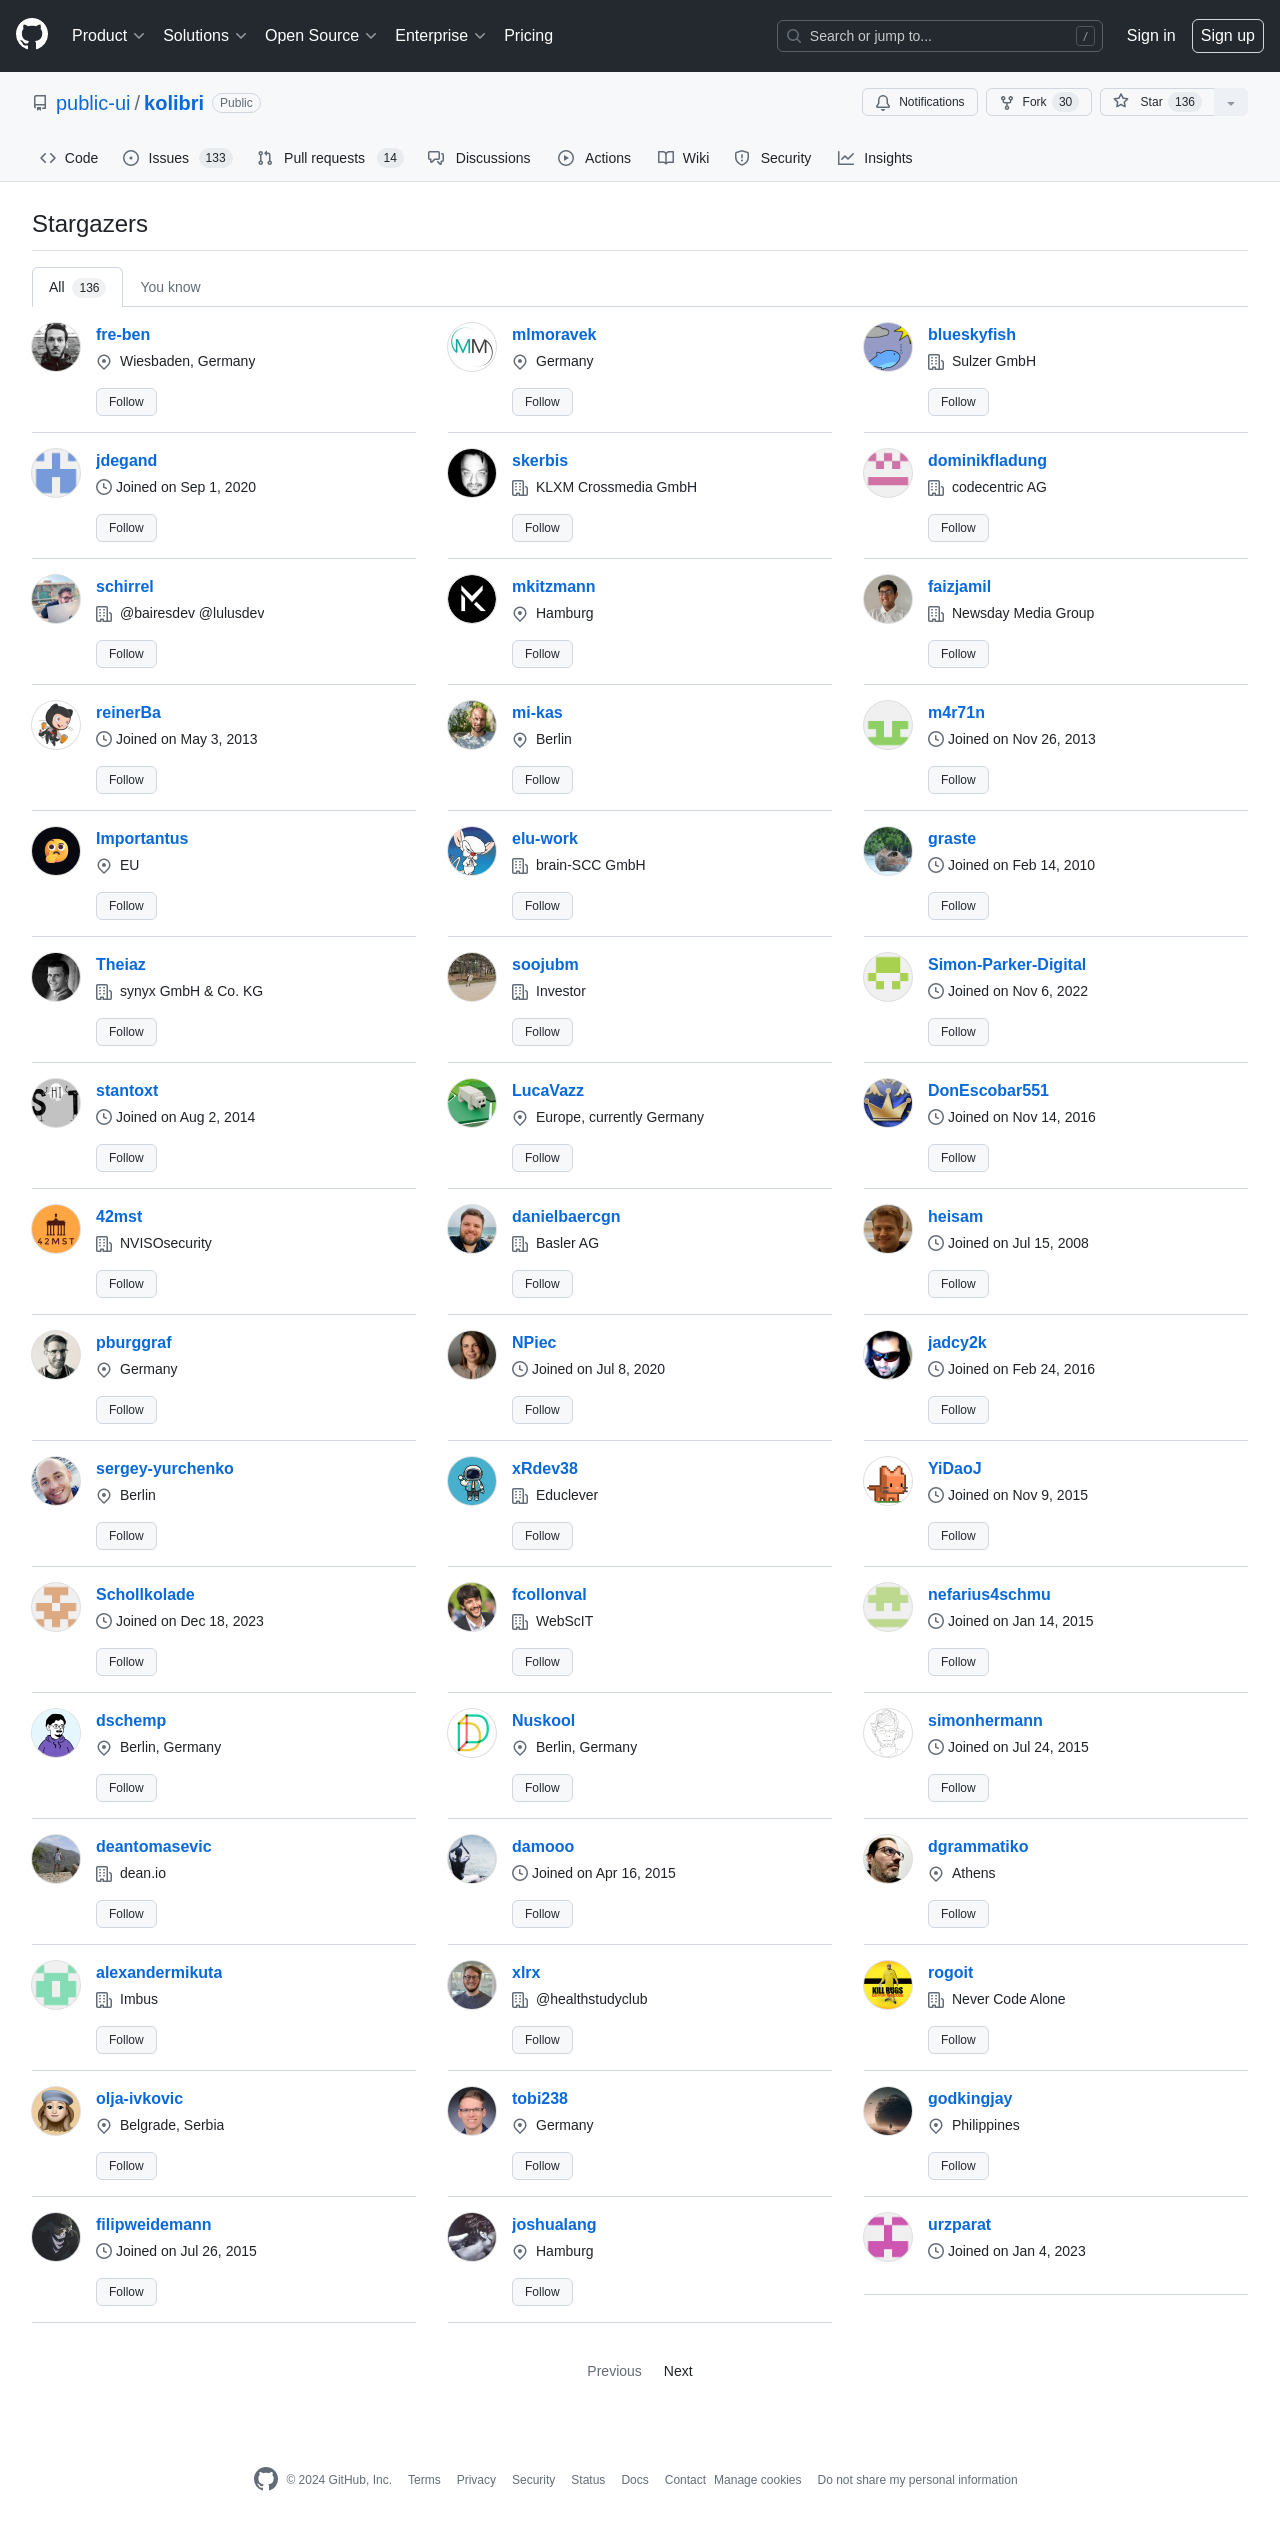 Product Solutions Open Source Enterprise Pricing Search or jump to... / Sign in Sign up
public-ui / kolibri Public Notifications Fork 30 Star 136
Code Issues 133 Pull requests 14 Discussions Actions Wiki Security Insights
Stargazers
All 136 You know
fre-ben mlmoravek blueskyfish
Wiesbaden, Germany Germany Sulzer GmbH
Follow Follow Follow
jdegand skerbis dominikfladung
Joined on Sep 1, 2020 KLXM Crossmedia GmbH codecentric AG
Follow Follow Follow
schirrel mkitzmann faizjamil
@bairesdev @lulusdev Hamburg Newsday Media Group
Follow Follow Follow
reinerBa mi-kas m4r71n
Joined on May 3, 2013 Berlin Joined on Nov 26, 2013
Follow Follow Follow
Importantus elu-work graste
EU brain-SCC GmbH Joined on Feb 14, 2010
Follow Follow Follow
Theiaz soojubm Simon-Parker-Digital
synyx GmbH & Co. KG Investor Joined on Nov 6, 2022
Follow Follow Follow
stantoxt LucaVazz DonEscobar551
Joined on Aug 2, 2014 Europe, currently Germany Joined on Nov 14, 2016
Follow Follow Follow
42mst danielbaercgn heisam
42MST NVISOsecurity Basler AG Joined on Jul 15, 2008
Follow Follow Follow
pburggraf NPiec jadcy2k
Germany Joined on Jul 8, 2020 Joined on Feb 24, 2016
Follow Follow Follow
sergey-yurchenko xRdev38 YiDaoJ
Berlin Educlever Joined on Nov 9, 2015
Follow Follow Follow
Schollkolade fcollonval nefarius4schmu
Joined on Dec 18, 2023 WebScIT Joined on Jan 14, 2015
Follow Follow Follow
dschemp Nuskool simonhermann
Berlin, Germany Berlin, Germany Joined on Jul 24, 2015
Follow Follow Follow
deantomasevic damooo dgrammatiko
dean.io Joined on Apr 16, 2015 Athens
Follow Follow Follow
alexandermikuta xlrx rogoit
Imbus @healthstudyclub KILL BUGS Never Code Alone
Follow Follow Follow
olja-ivkovic tobi238 godkingjay
Belgrade, Serbia Germany Philippines
Follow Follow Follow
filipweidemann joshualang urzparat
Joined on Jul 26, 2015 Hamburg Joined on Jan 4, 2023
Follow Follow
Previous Next
© 2024 GitHub, Inc. Terms Privacy Security Status Docs Contact Manage cookies Do not share my personal information